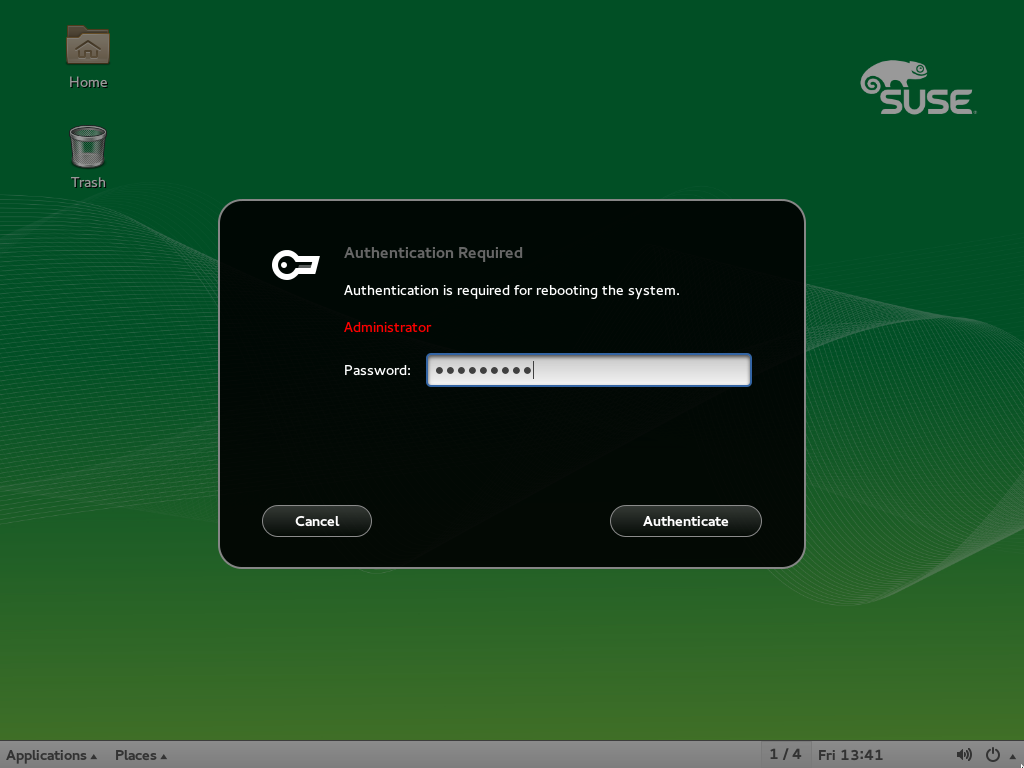 Home
SUSE
Trash
Authentication Required
Authentication is required for rebooting the system.
Administrator
Password: ●●●●●●●●●
Cancel
Authenticate
Applications
Places
1 / 4
Fri 13:41